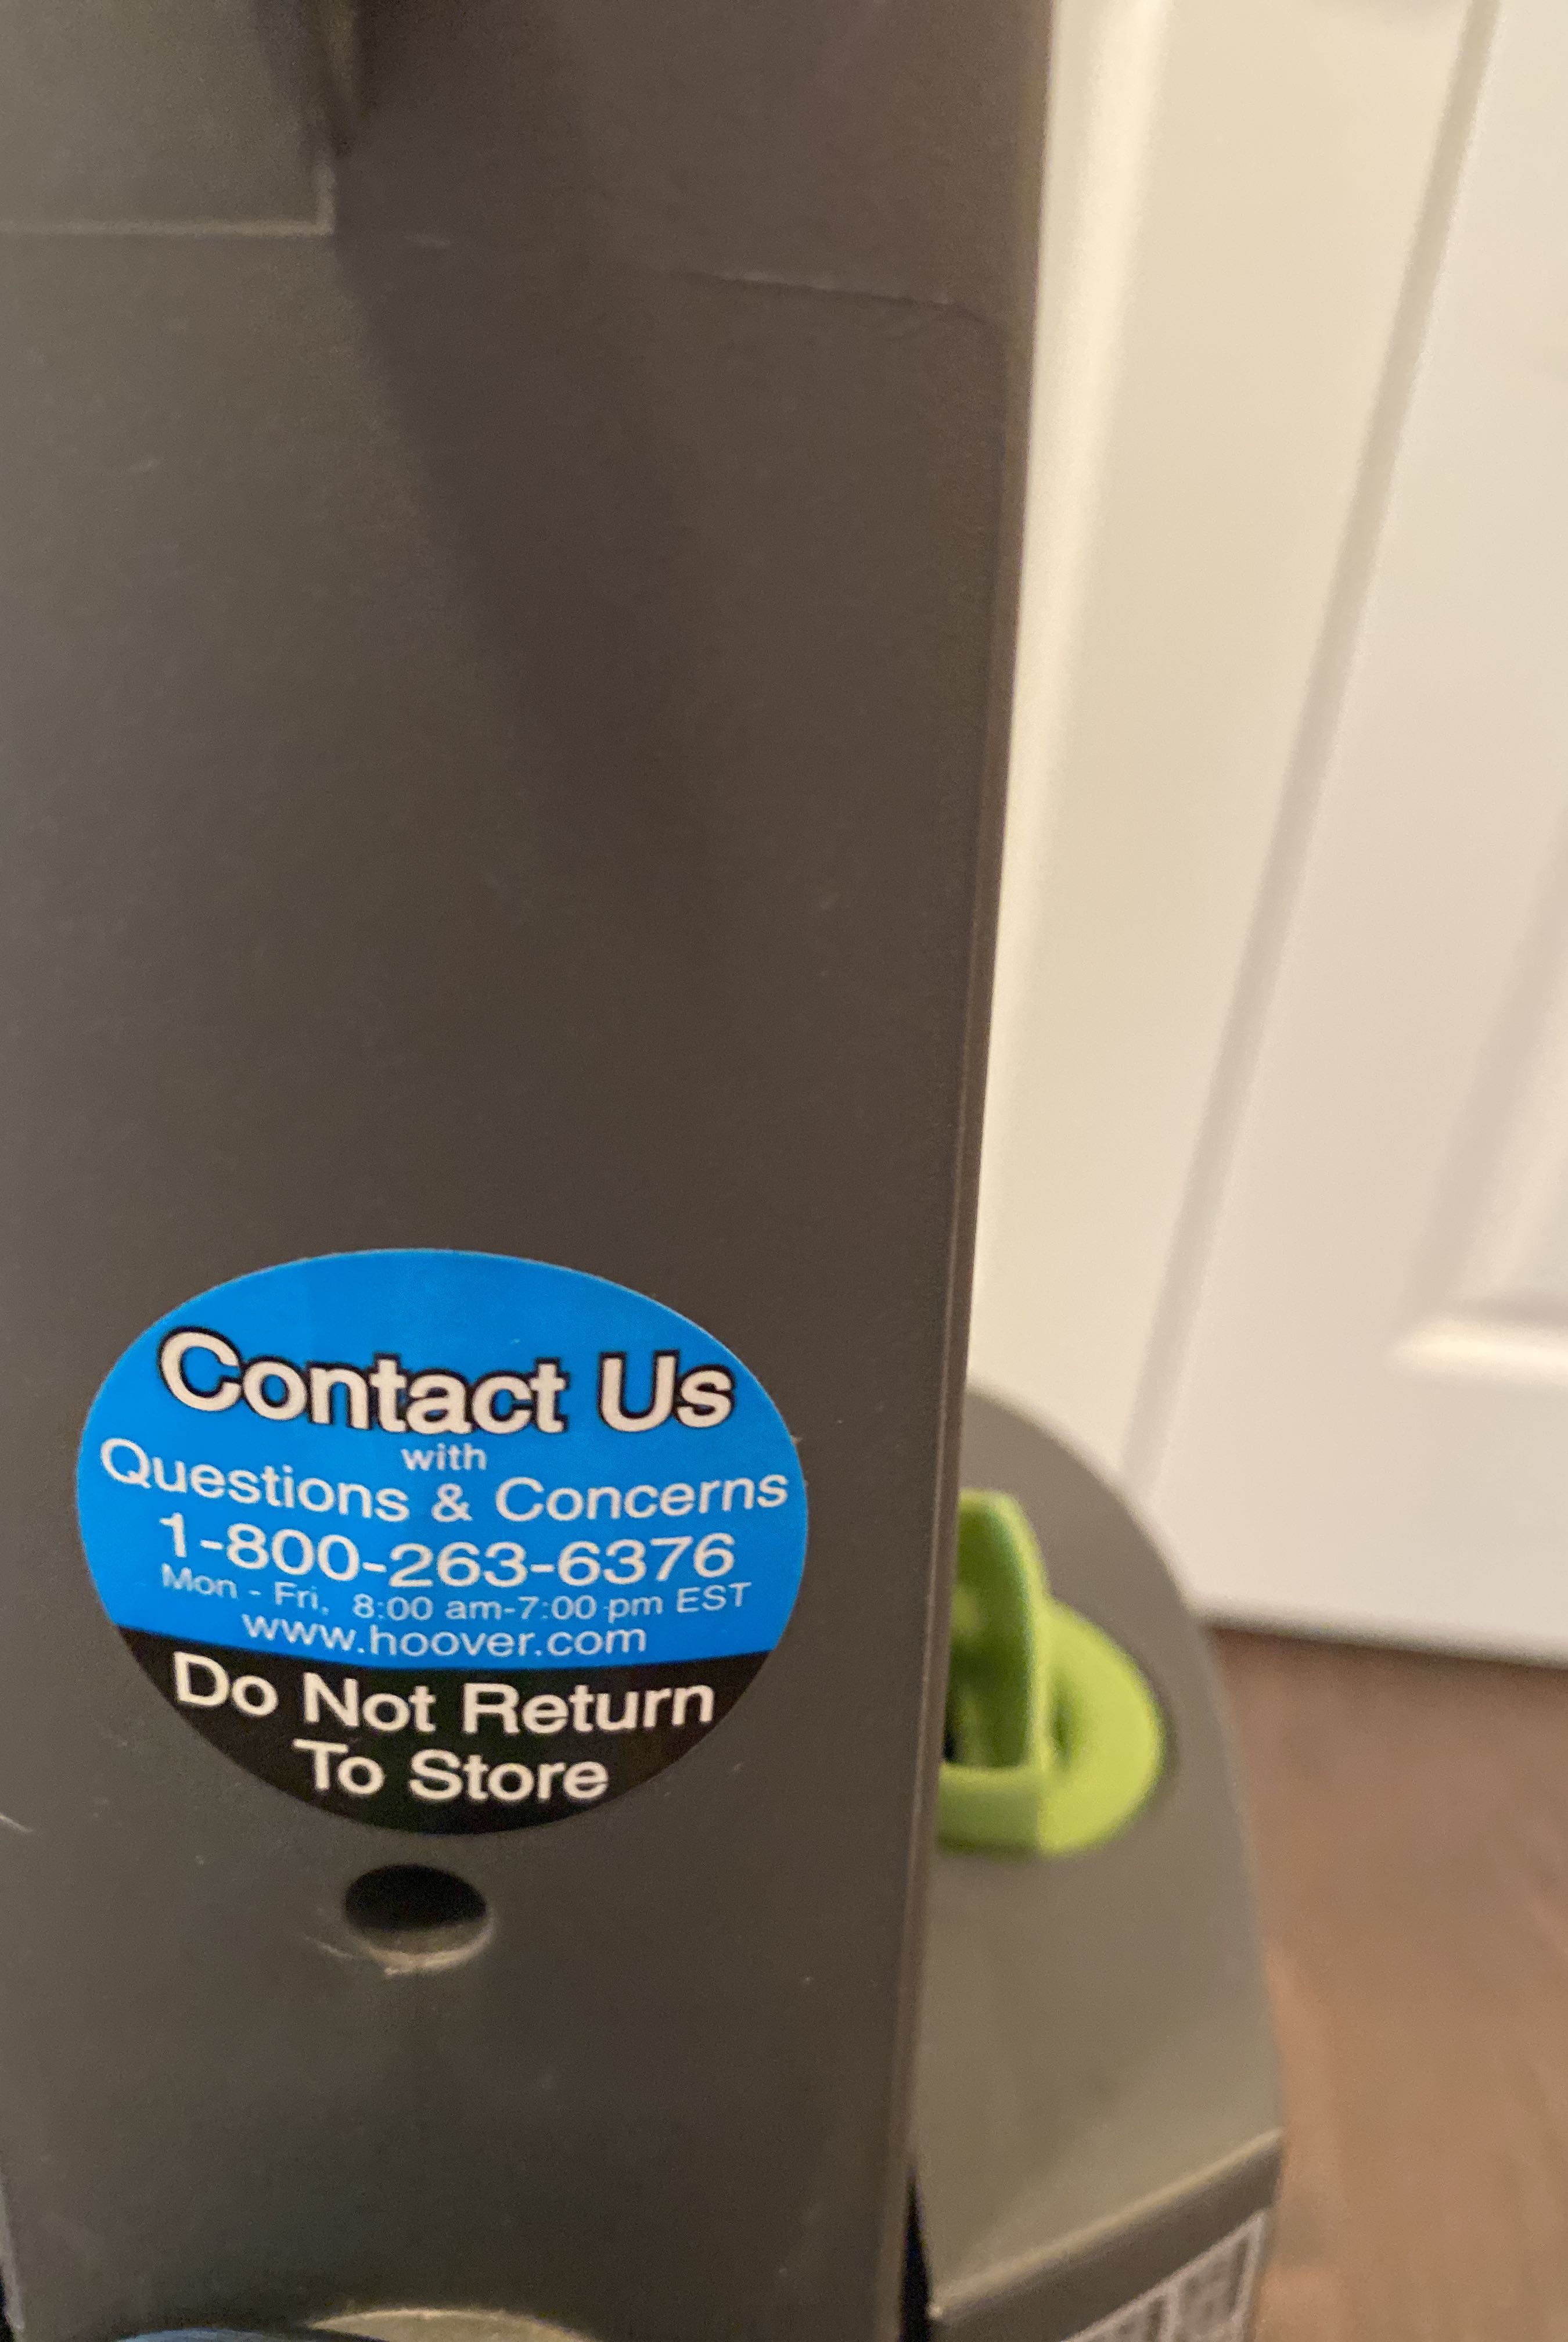 Contact Us
with
Questions & Concerns
1-800-263-6376
Mon - Fri, 8:00 am-7:00 pm EST
www.hoover.com
Do Not Return
To Store